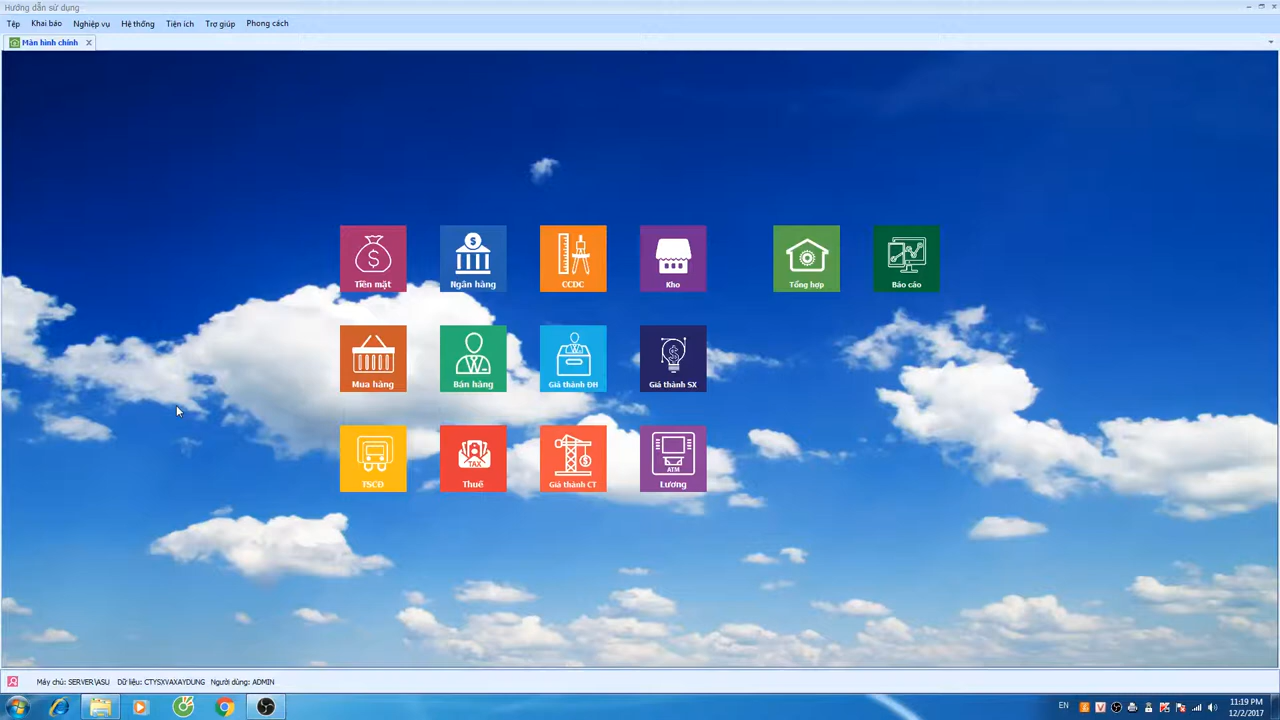 Hướng dẫn sử dụng
Tệp Khai báo Nghiệp vụ Hệ thống Tiện ích Trợ giúp Phong cách
Màn hình chính
Tiền mặt Ngân hàng CCDC Kho Tổng hợp Báo cáo
Mua hàng Bán hàng Giá thành ĐH Giá thành SX
TSCĐ TAX Thuế Giá thành CT ATM Lương
Máy chủ: SERVER\ASU Dữ liệu: CTYSXVAXAYDUNG Người dùng: ADMIN
EN 11:19 PM
12/2/2017